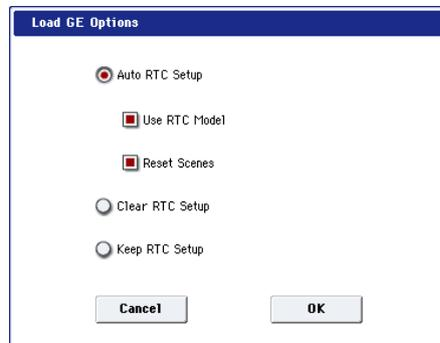 Load GE Options
Auto RTC Setup
Use RTC Model
Reset Scenes
Clear RTC Setup
Keep RTC Setup
Cancel OK